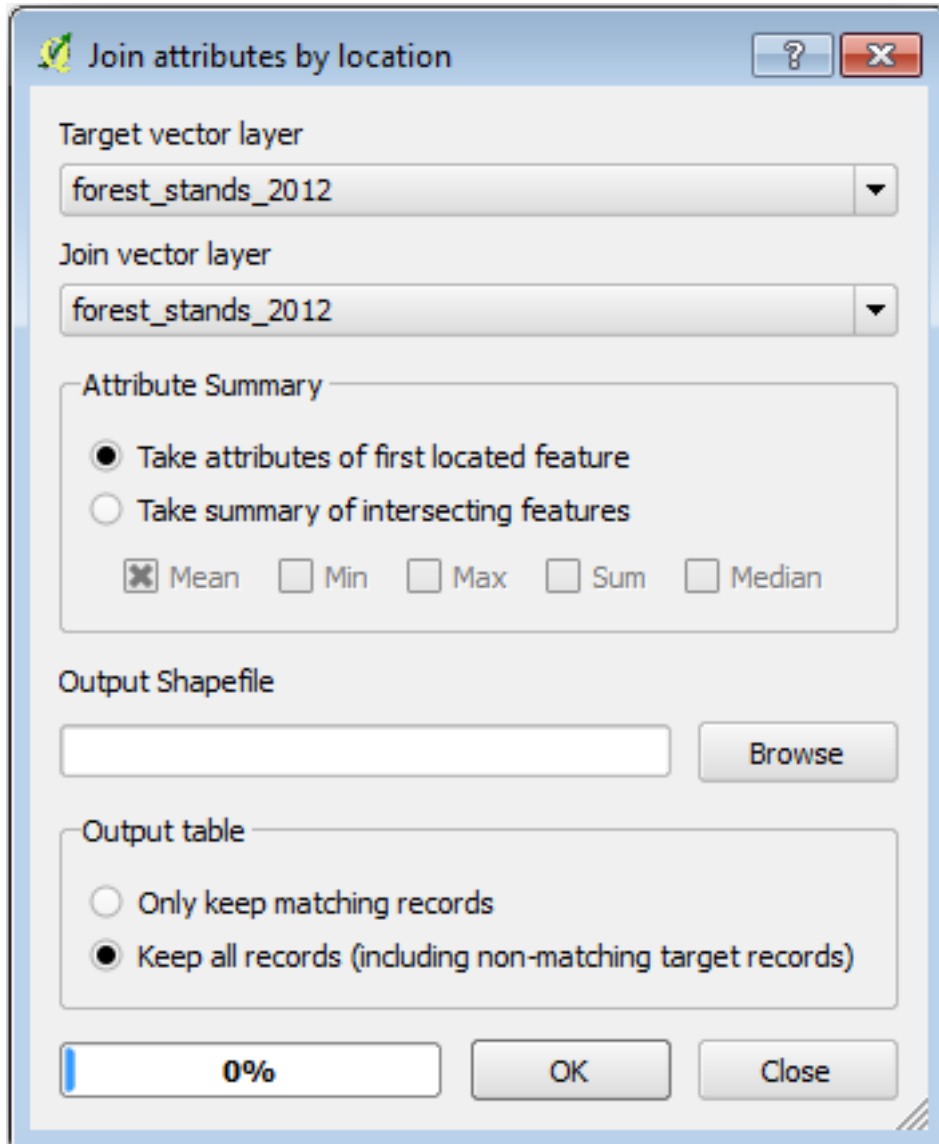 Join attributes by location
Target vector layer
forest_stands_2012
Join vector layer
forest_stands_2012
Attribute Summary
Take attributes of first located feature
Take summary of intersecting features
Mean Min Max Sum Median
Output Shapefile
Browse
Output table
Only keep matching records
Keep all records (including non-matching target records)
0% OK Close